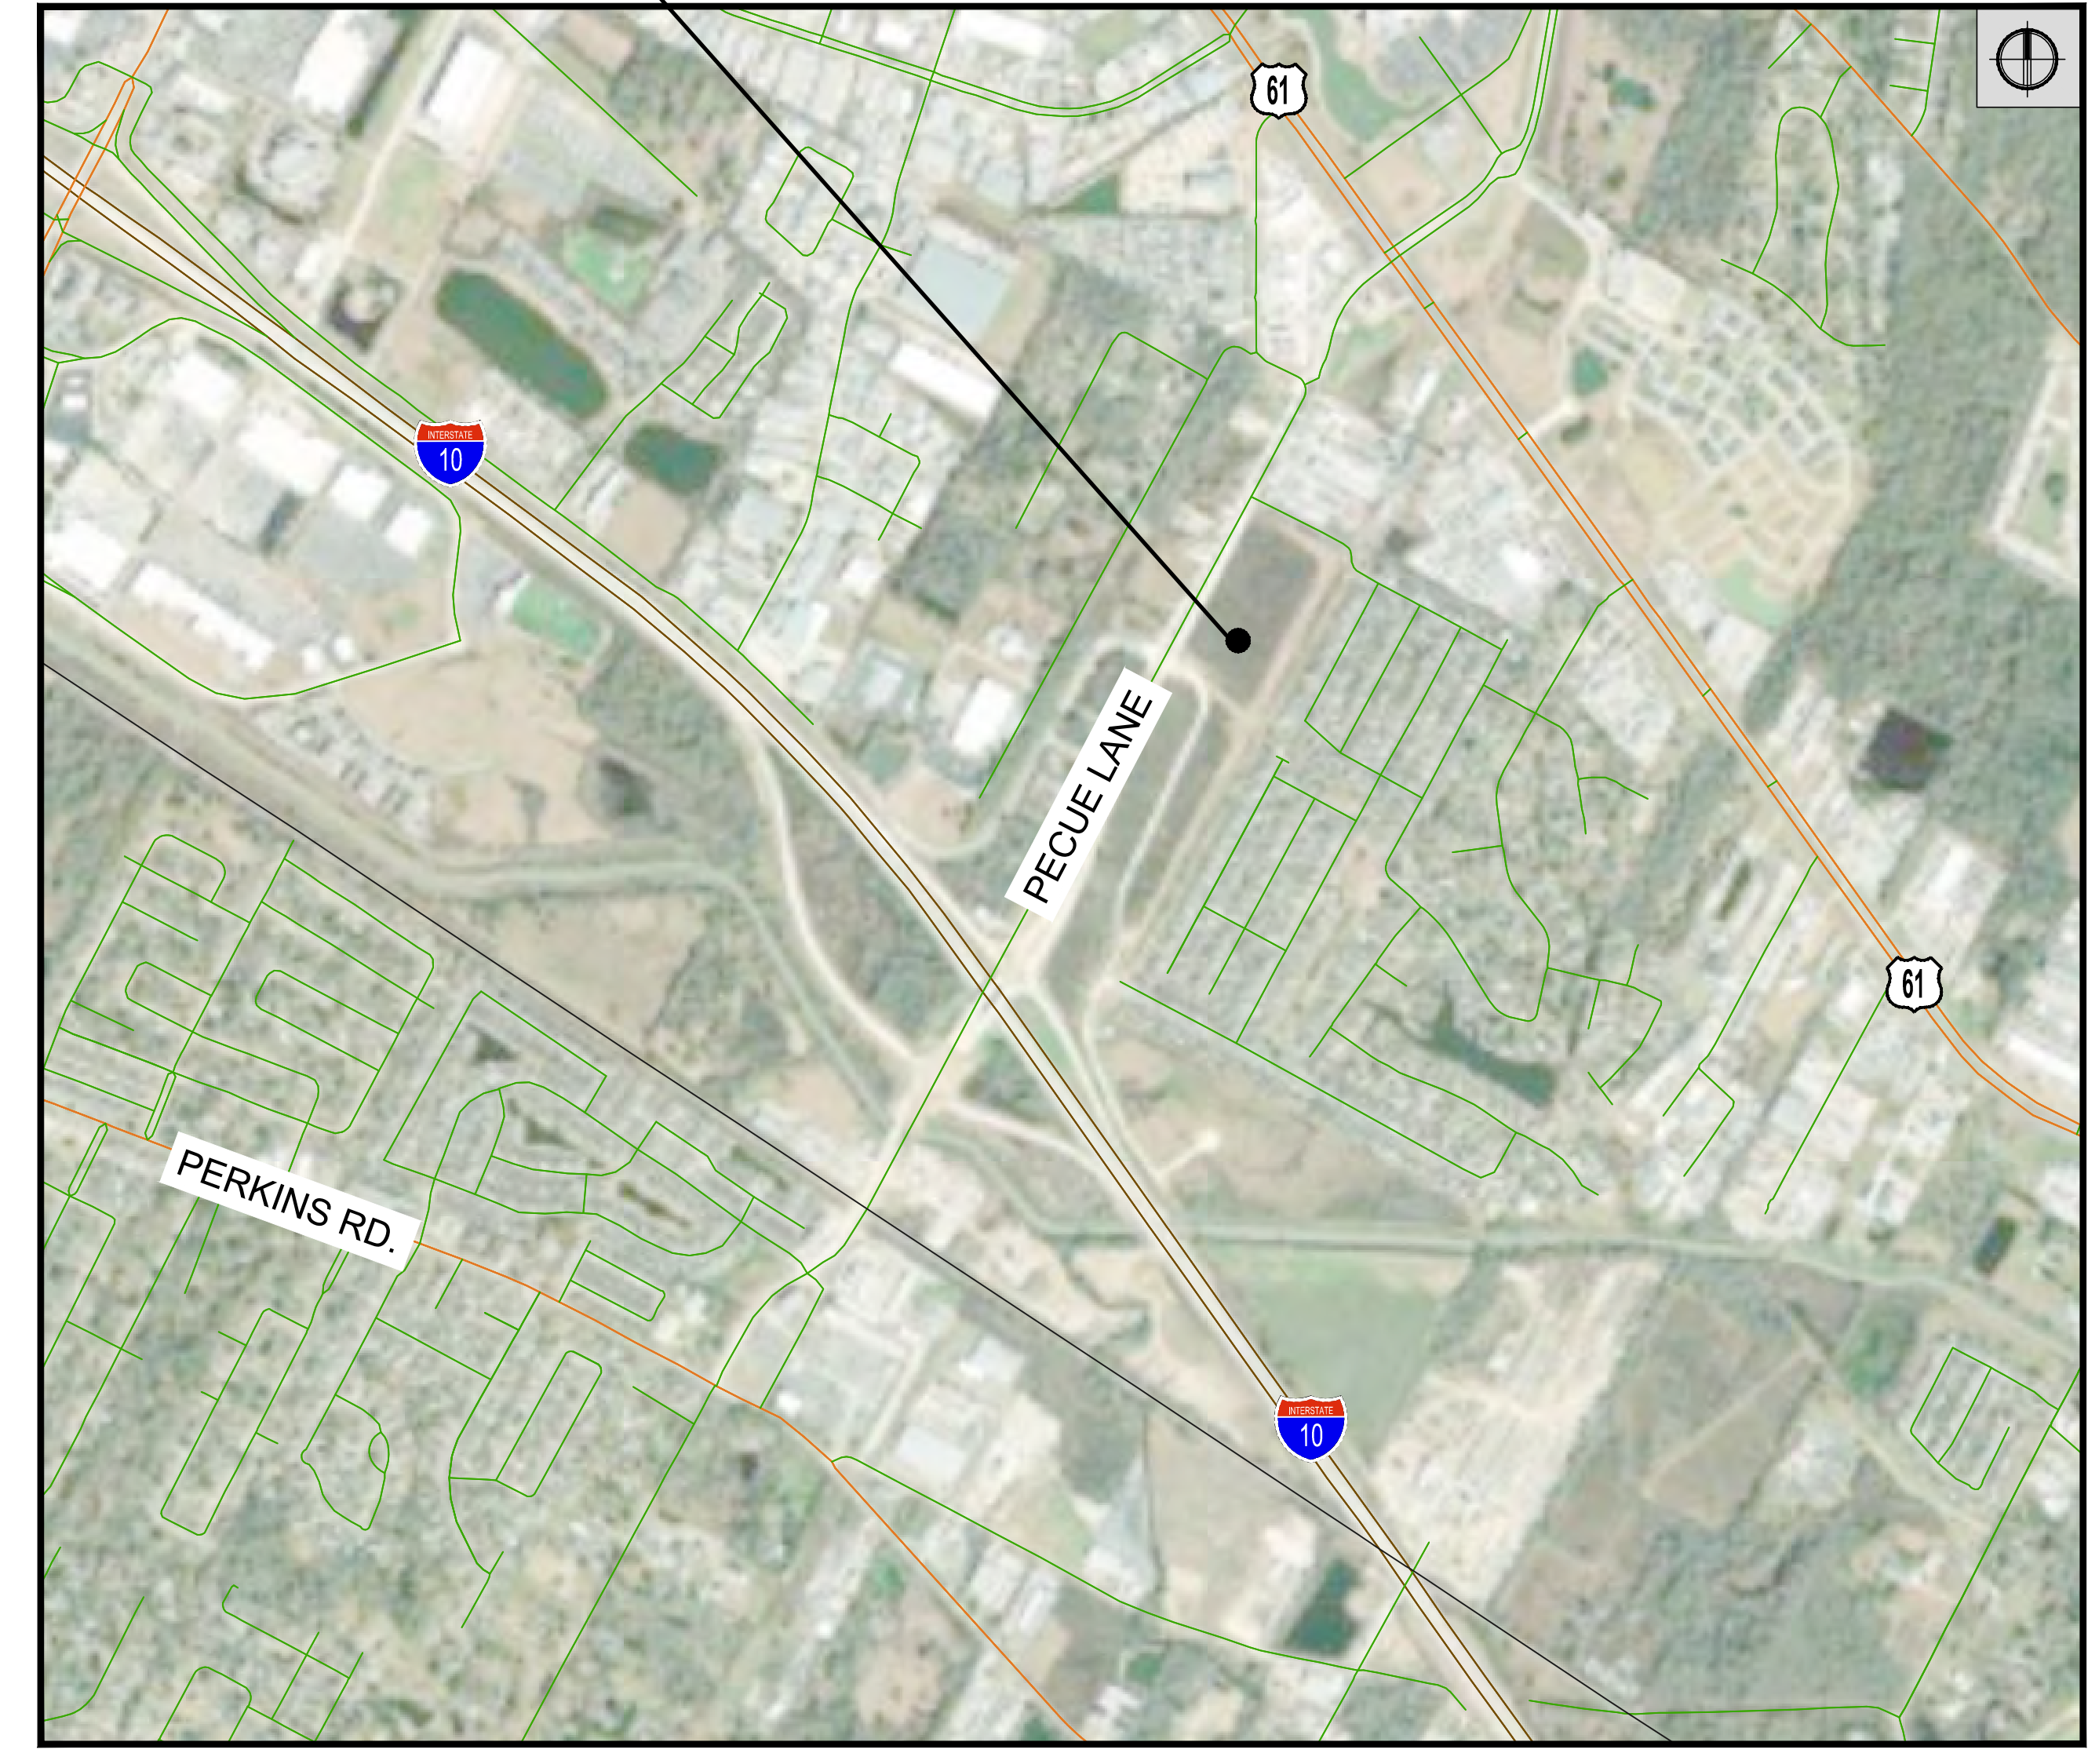 61
INTERSTATE
10
PECUE LANE
61
PERKINS RD.
INTERSTATE
10